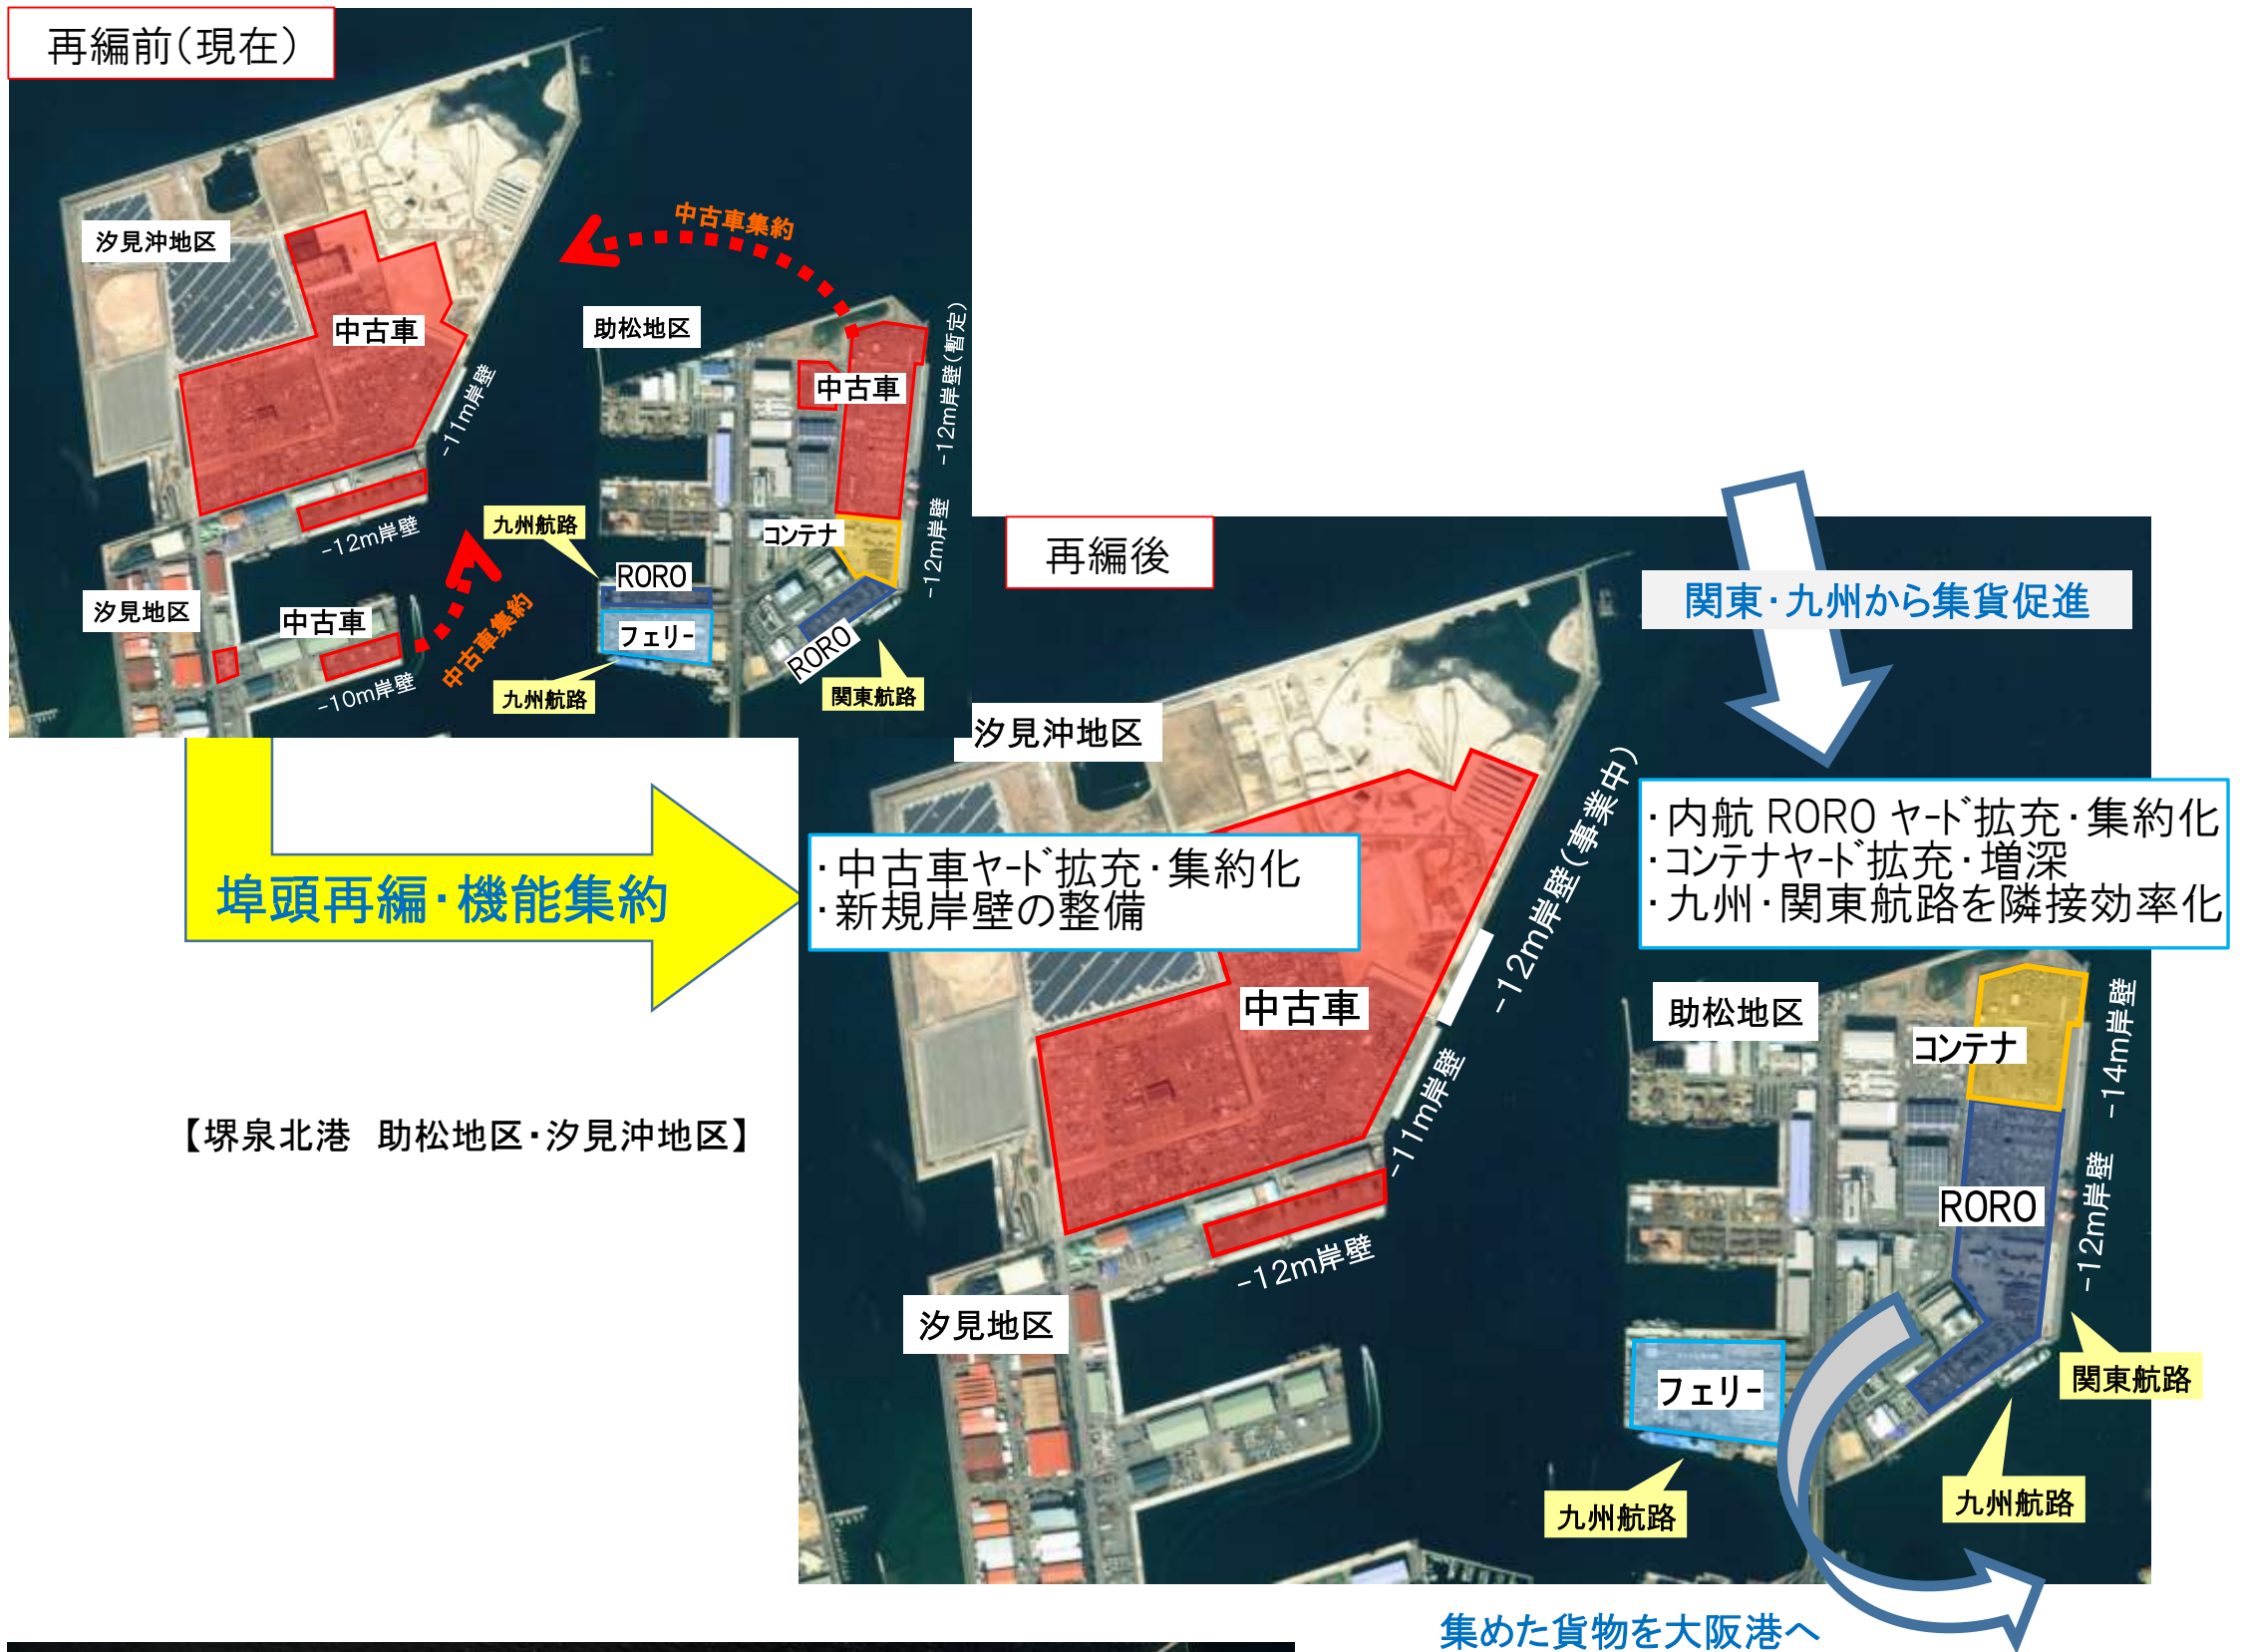 再編前(現在)
中古車集約
汐見沖地区
助松地区
中古車
中古車
-11m岸壁
-12m岸壁(暫定)
-12m岸壁
-12m岸壁
九州航路
コンテナ
RORO
フェリー
RORO
汐見地区
中古車
中古車集約
-10m岸壁
九州航路
関東航路
再編後
関東・九州から集貨促進
汐見沖地区
埠頭再編・機能集約
・中古車ヤード拡充・集約化
・新規岸壁の整備
・内航 RORO ヤード拡充・集約化
・コンテナヤード拡充・増深
・九州・関東航路を隣接効率化
-12m岸壁(事業中)
中古車
助松地区
コンテナ
-14m岸壁
-11m岸壁
【堺泉北港 助松地区・汐見沖地区】
RORO
-12m岸壁
-12m岸壁
汐見地区
フェリー
関東航路
九州航路
九州航路
集めた貨物を大阪港へ